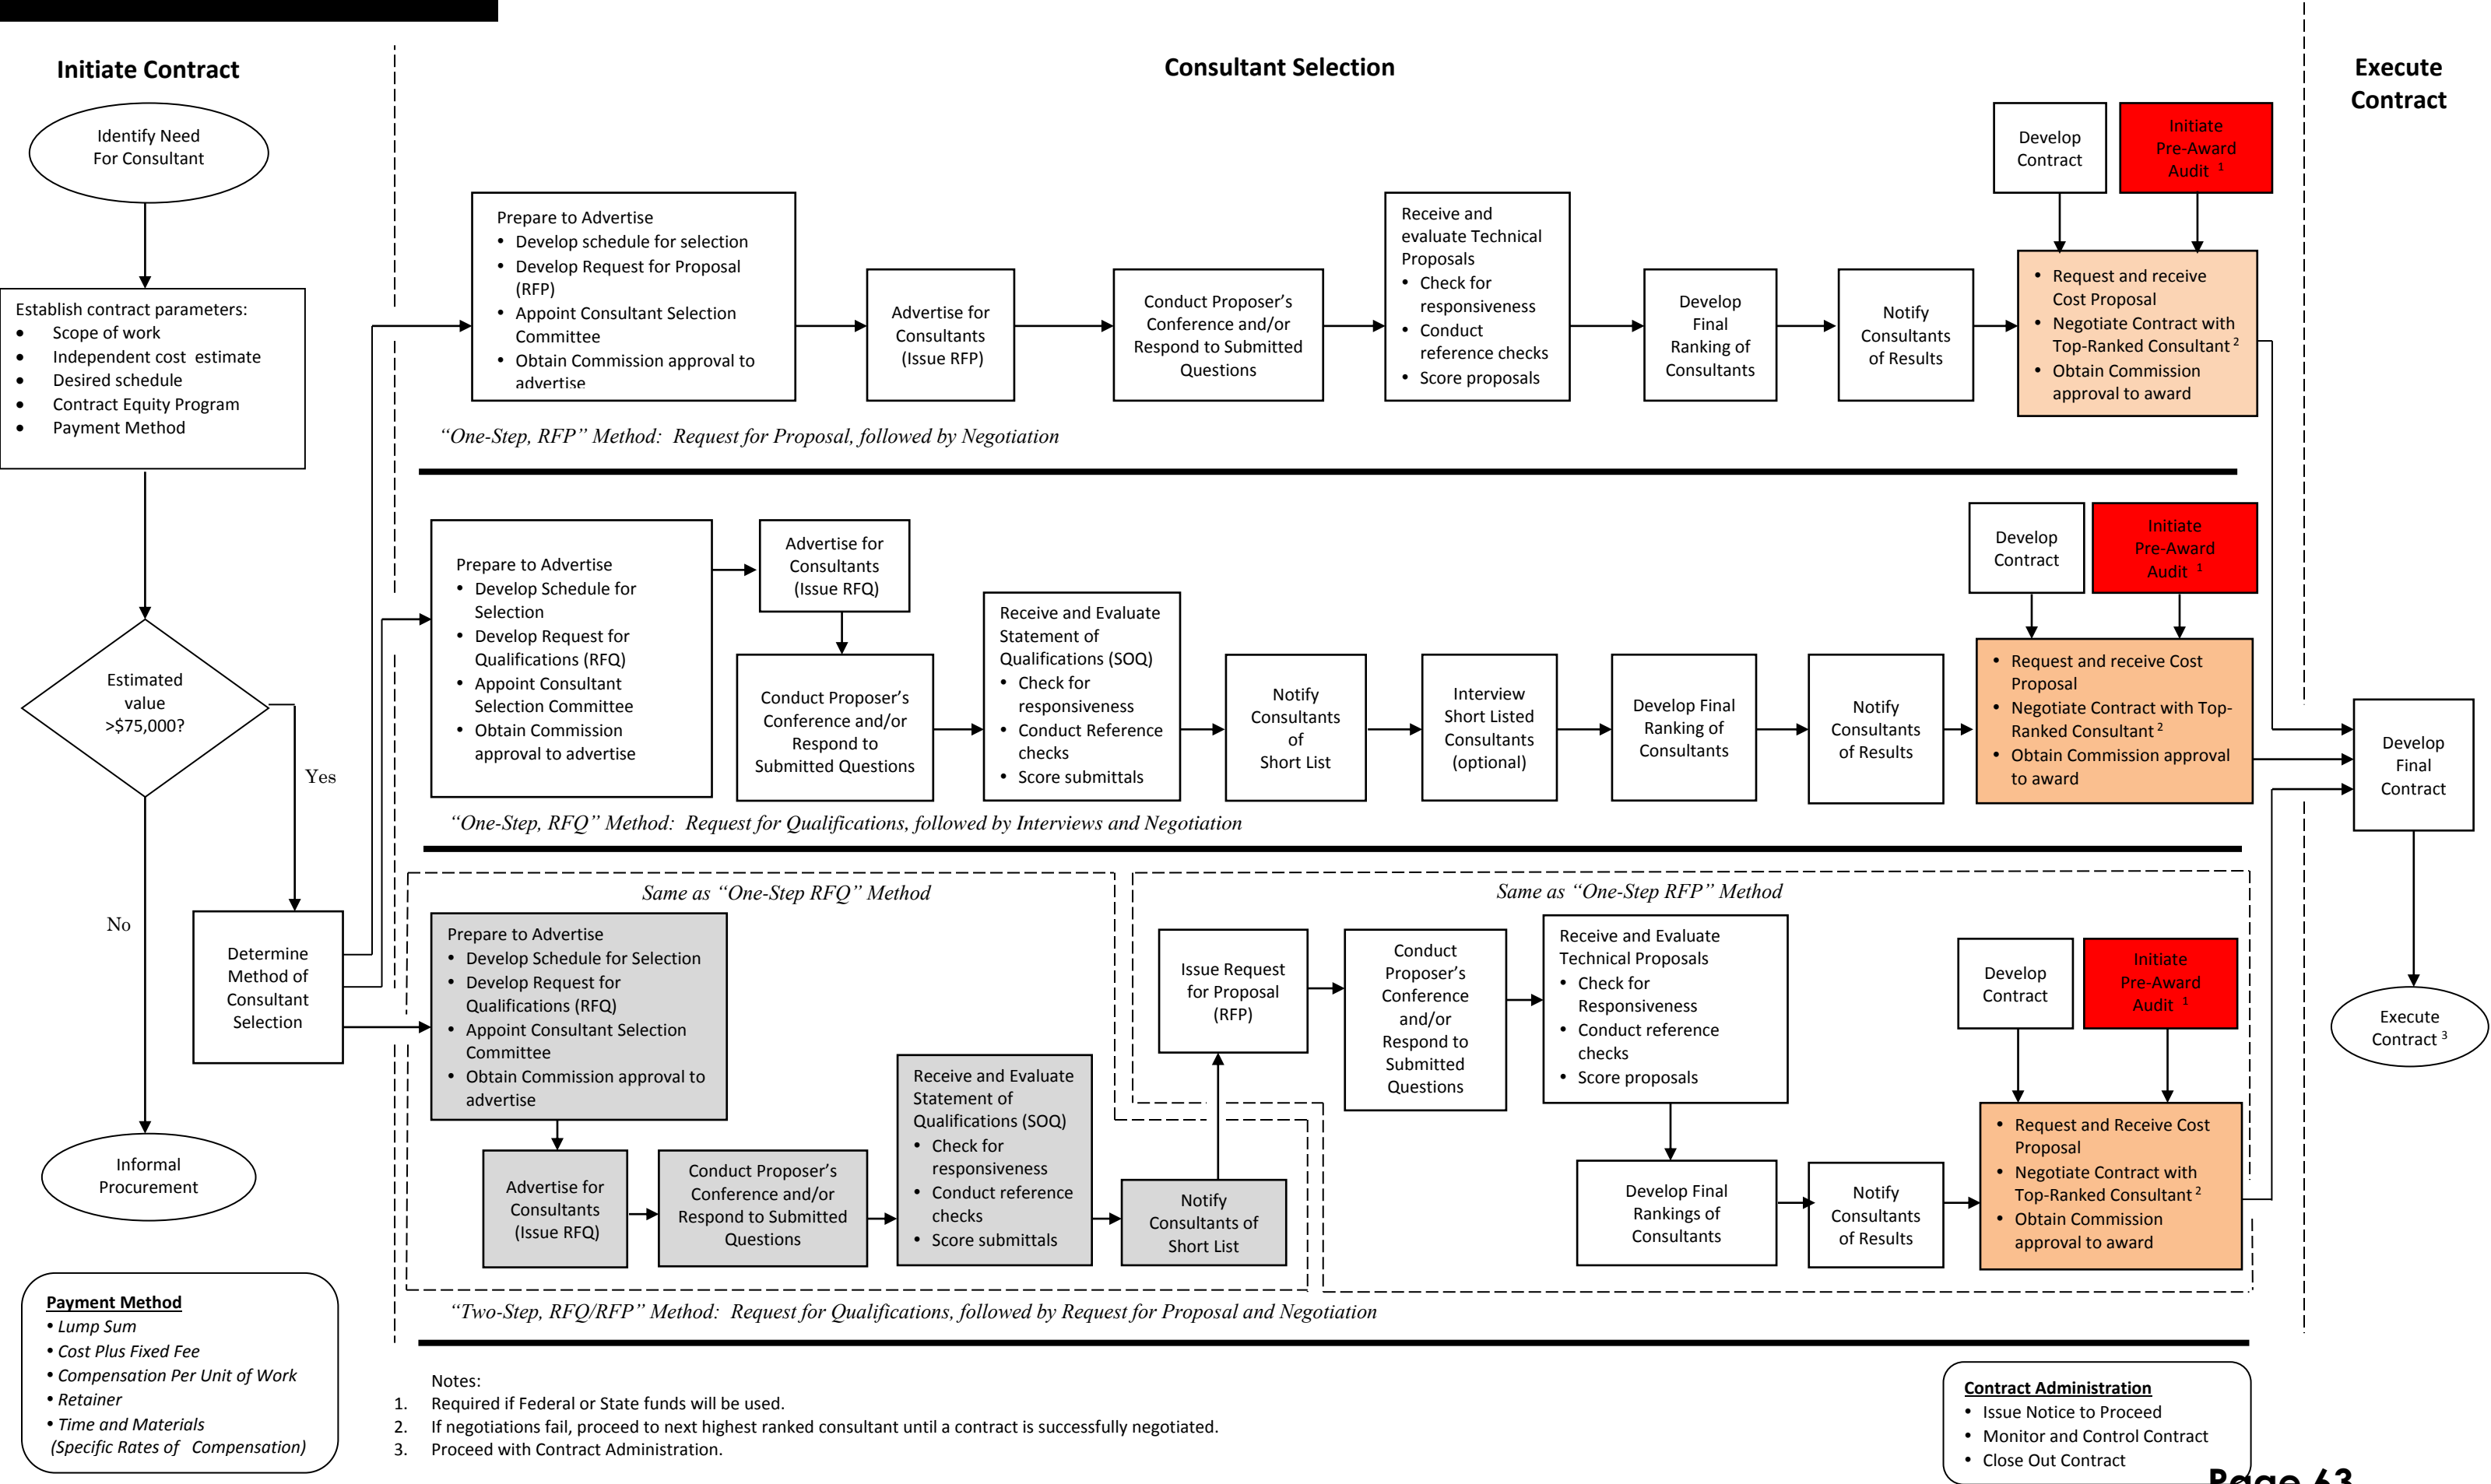 Initiate Contract
Consultant Selection
Execute
Contract
Identify Need
For Consultant
Establish contract parameters:
• Scope of work
• Independent cost estimate
• Desired schedule
• Contract Equity Program
• Payment Method
Estimated
value
>$75,000?
Yes
No
Determine
Method of
Consultant
Selection
Informal
Procurement
Payment Method
• Lump Sum
• Cost Plus Fixed Fee
• Compensation Per Unit of Work
• Retainer
• Time and Materials
(Specific Rates of Compensation)
Prepare to Advertise
• Develop schedule for selection
• Develop Request for Proposal
(RFP)
• Appoint Consultant Selection
Committee
• Obtain Commission approval to
advertise
Advertise for
Consultants
(Issue RFP)
Conduct Proposer’s
Conference and/or
Respond to Submitted
Questions
Receive and
evaluate Technical
Proposals
• Check for
responsiveness
• Conduct
reference checks
• Score proposals
Develop
Final
Ranking of
Consultants
Notify
Consultants
of Results
Develop
Contract
Initiate
Pre-Award
Audit 1
• Request and receive
Cost Proposal
• Negotiate Contract with
Top-Ranked Consultant 2
• Obtain Commission
approval to award
“One-Step, RFP” Method: Request for Proposal, followed by Negotiation
Prepare to Advertise
• Develop Schedule for
Selection
• Develop Request for
Qualifications (RFQ)
• Appoint Consultant
Selection Committee
• Obtain Commission
approval to advertise
Advertise for
Consultants
(Issue RFQ)
Conduct Proposer’s
Conference and/or
Respond to
Submitted Questions
Receive and Evaluate
Statement of
Qualifications (SOQ)
• Check for
responsiveness
• Conduct Reference
checks
• Score submittals
Notify
Consultants
of
Short List
Interview
Short Listed
Consultants
(optional)
Develop Final
Ranking of
Consultants
Notify
Consultants
of Results
Develop
Contract
Initiate
Pre-Award
Audit 1
• Request and receive Cost
Proposal
• Negotiate Contract with Top-
Ranked Consultant 2
• Obtain Commission approval
to award
“One-Step, RFQ” Method: Request for Qualifications, followed by Interviews and Negotiation
Same as “One-Step RFQ” Method
Prepare to Advertise
• Develop Schedule for Selection
• Develop Request for
Qualifications (RFQ)
• Appoint Consultant Selection
Committee
• Obtain Commission approval to
advertise
Advertise for
Consultants
(Issue RFQ)
Conduct Proposer’s
Conference and/or
Respond to Submitted
Questions
Receive and Evaluate
Statement of
Qualifications (SOQ)
• Check for
responsiveness
• Conduct reference
checks
• Score submittals
Notify
Consultants of
Short List
Same as “One-Step RFP” Method
Issue Request
for Proposal
(RFP)
Conduct
Proposer’s
Conference
and/or
Respond to
Submitted
Questions
Receive and Evaluate
Technical Proposals
• Check for
Responsiveness
• Conduct reference
checks
• Score proposals
Develop Final
Rankings of
Consultants
Notify
Consultants
of Results
Develop
Contract
Initiate
Pre-Award
Audit 1
• Request and Receive Cost
Proposal
• Negotiate Contract with
Top-Ranked Consultant 2
• Obtain Commission
approval to award
“Two-Step, RFQ/RFP” Method: Request for Qualifications, followed by Request for Proposal and Negotiation
Develop
Final
Contract
Execute
Contract 3
Notes:
1. Required if Federal or State funds will be used.
2. If negotiations fail, proceed to next highest ranked consultant until a contract is successfully negotiated.
3. Proceed with Contract Administration.
Contract Administration
• Issue Notice to Proceed
• Monitor and Control Contract
• Close Out Contract
Page 63